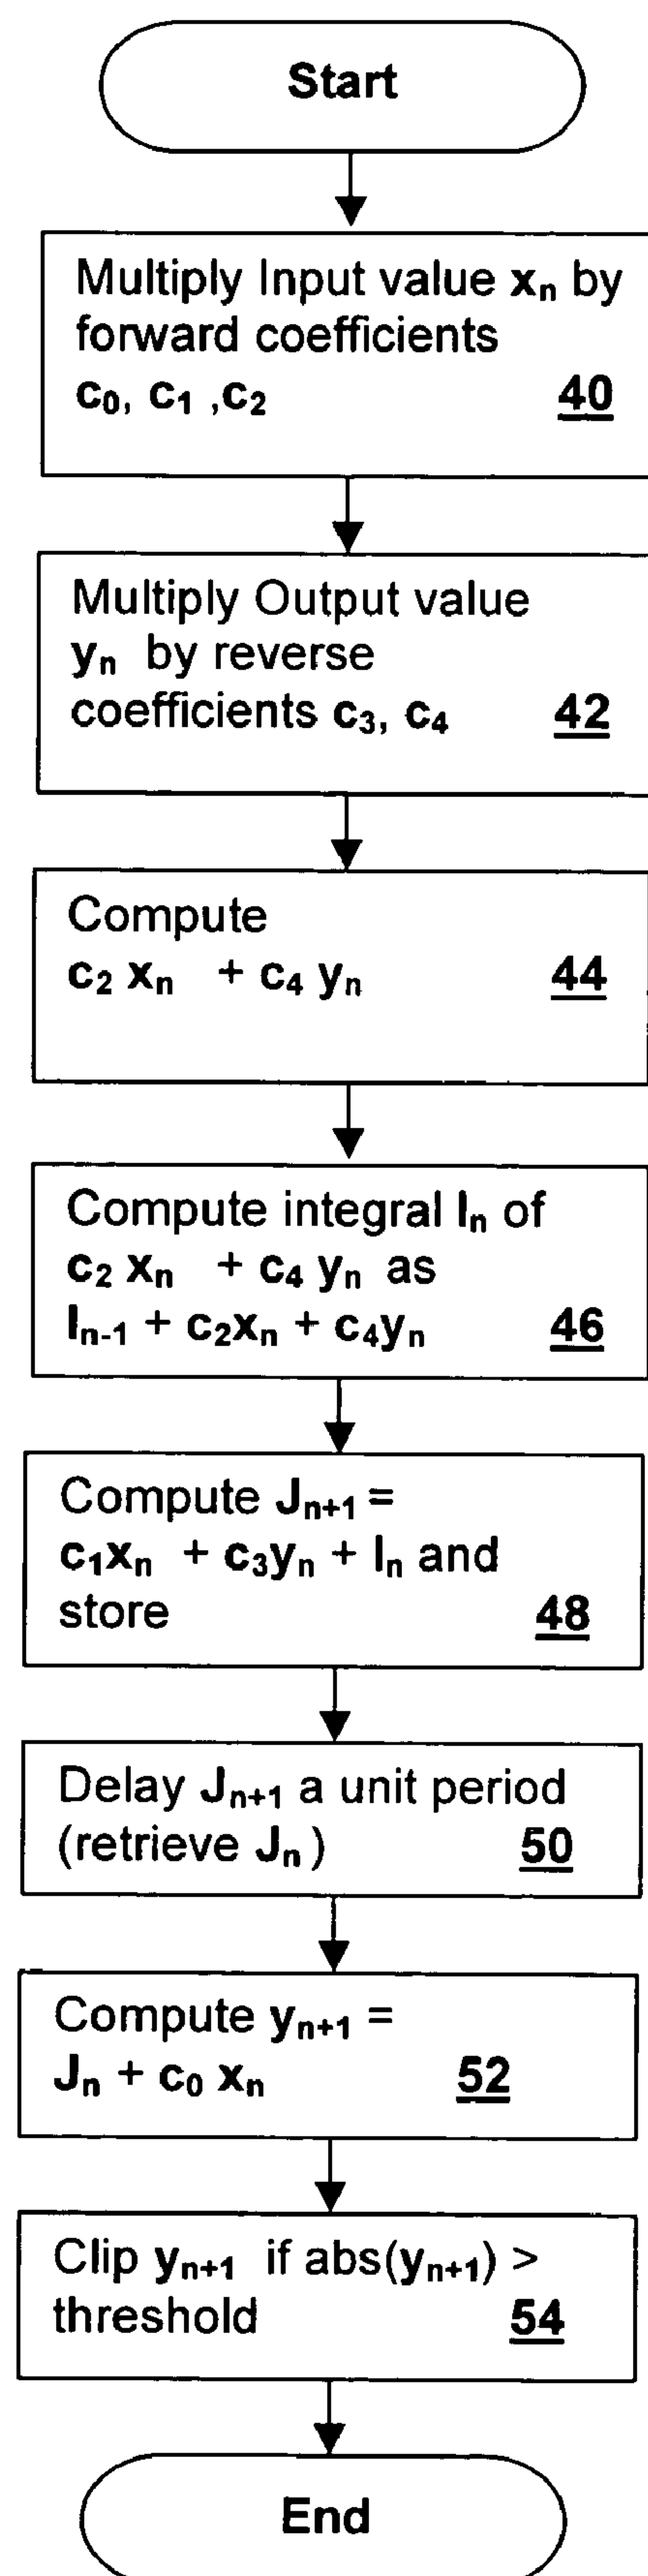 Start
Multiply Input value xₙ by
forward coefficients
c₀, c₁ ,c₂ 40
Multiply Output value
yₙ by reverse
coefficients c₃, c₄ 42
Compute
c₂ xₙ + c₄ yₙ 44
Compute integral Iₙ of
c₂ xₙ + c₄ yₙ as
Iₙ₋₁ + c₂xₙ + c₄yₙ 46
Compute Jₙ₊₁ =
c₁xₙ + c₃yₙ + Iₙ and
store 48
Delay Jₙ₊₁ a unit period
(retrieve Jₙ) 50
Compute yₙ₊₁ =
Jₙ + c₀ xₙ 52
Clip yₙ₊₁ if abs(yₙ₊₁) >
threshold 54
End